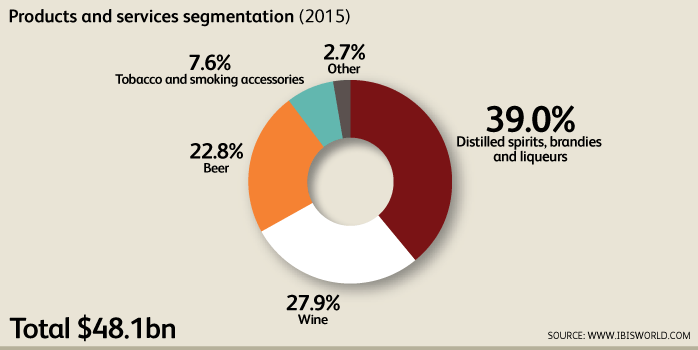 Products and services segmentation (2015)
2.7%
Other
7.6%
Tobacco and smoking accessories
39.0%
Distilled spirits, brandies
and liqueurs
22.8%
Beer
27.9%
Wine
Total $48.1bn
SOURCE: WWW.IBISWORLD.COM